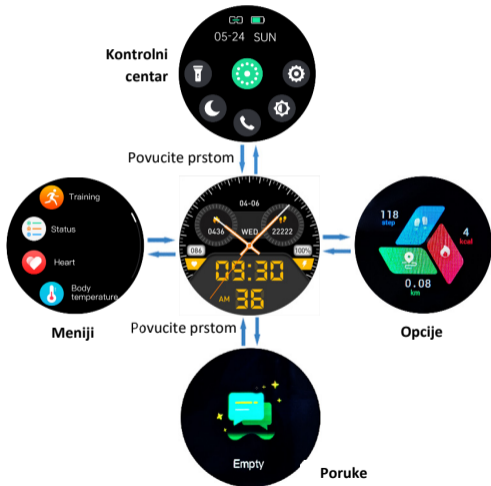 Kontrolni
centar
05-24 SUN
Povucite prstom
Training
Status
Heart
Body
temperature
Meniji
04-06
0436 WED 22222
086 100%
09:30
AM 36
118
step
4
kcal
0.08
km
Opcije
Povucite prstom
Empty
Poruke